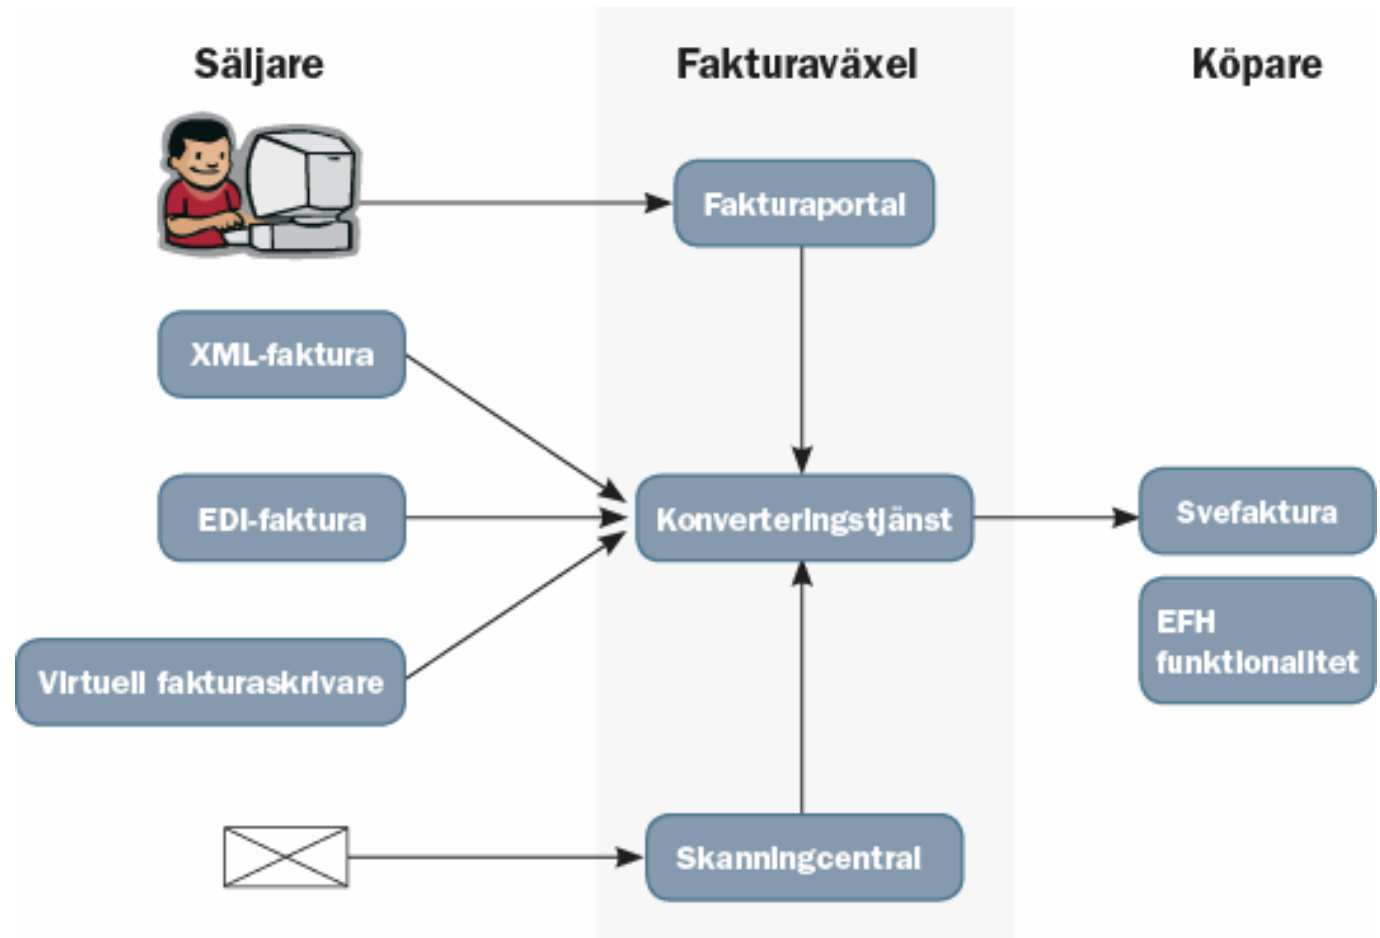 Säljare
Fakturaväxel
Köpare
Fakturaportal
XML-faktura
EDI-faktura
Konverteringstjänst
Svefaktura
EFH
funktionalitet
Virtuell fakturaskrivare
Skanningcentral